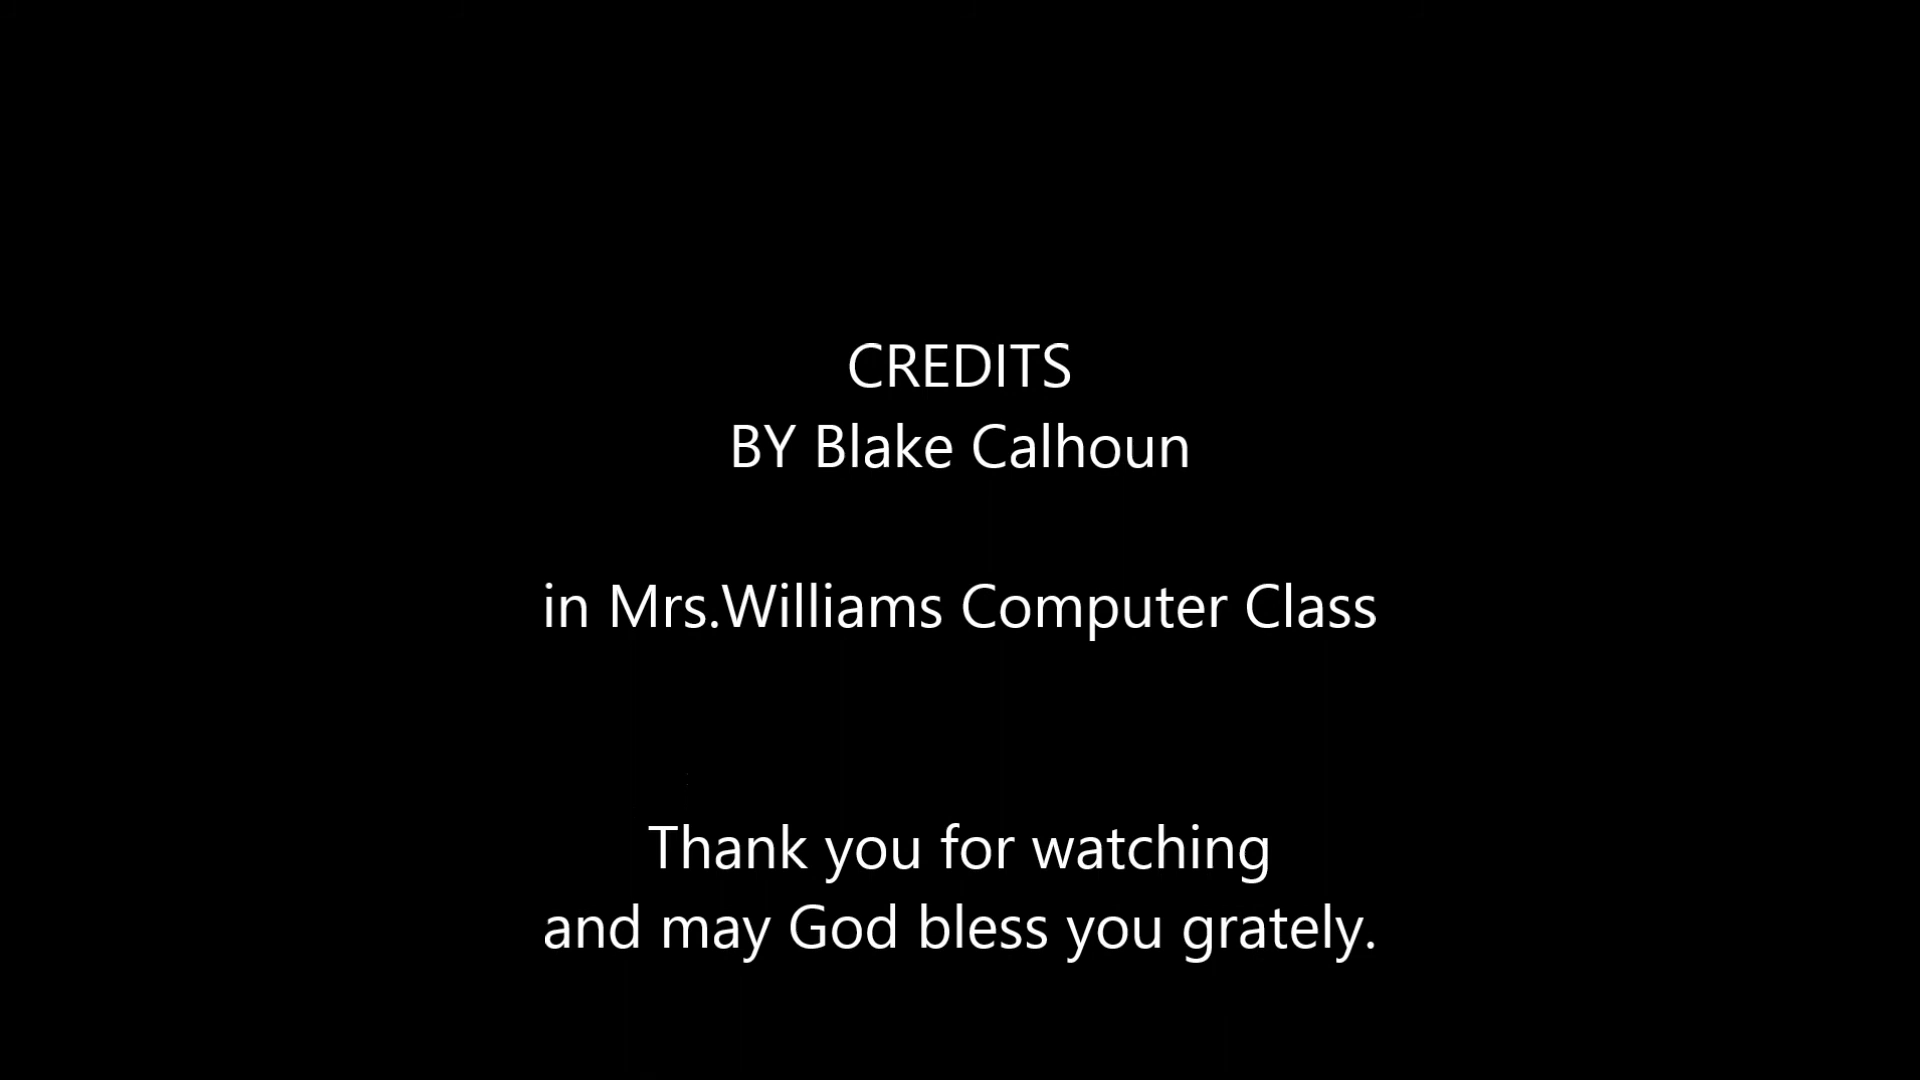 CREDITS
BY Blake Calhoun
in Mrs.Williams Computer Class
Thank you for watching
and may God bless you grately.